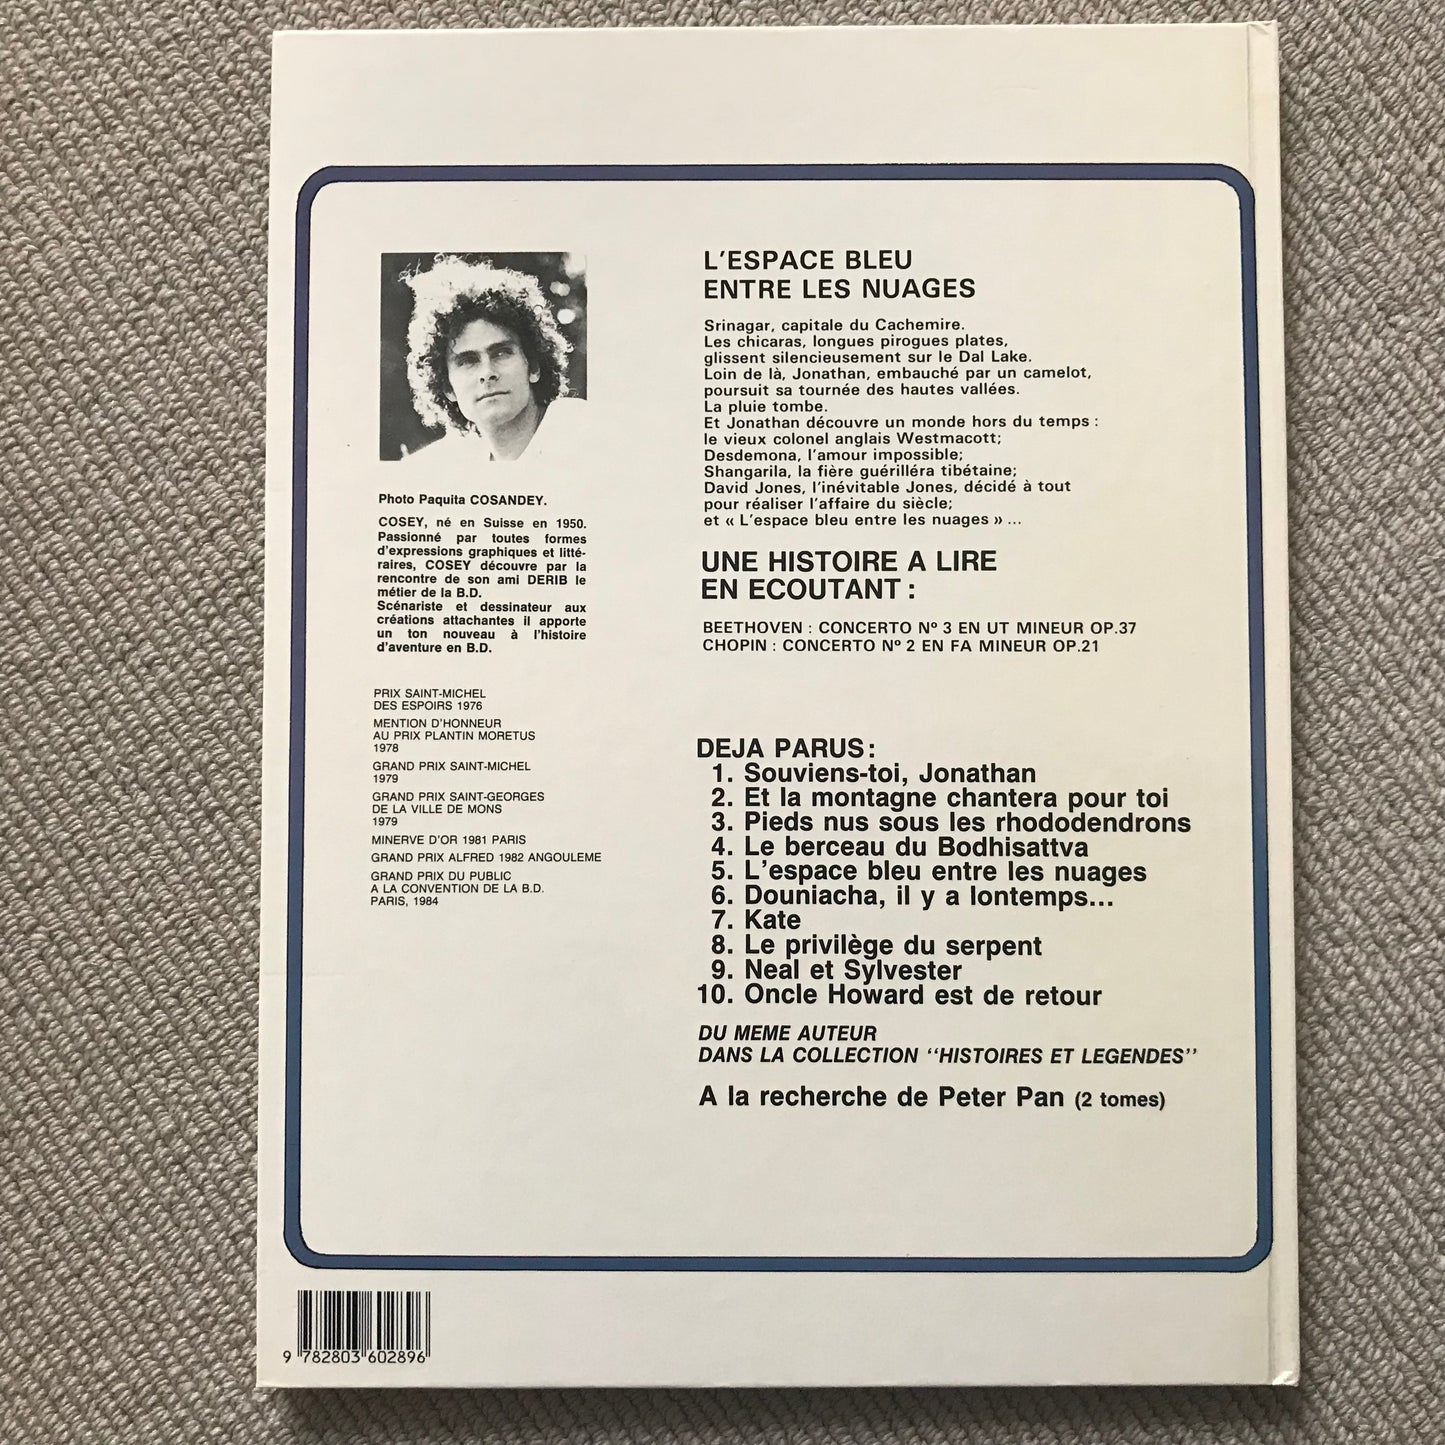 Photo Paquita COSANDEY.
COSEY, né en Suisse en 1950.
Passionné par toutes formes
d'expressions graphiques et litté-
raires, COSEY découvre par la
rencontre de son ami DERIB le
métier de la B.D.
Scénariste et dessinateur aux
créations attachantes il apporte
un ton nouveau à l'histoire
d'aventure en B.D.
PRIX SAINT-MICHEL
DES ESPOIRS 1976
MENTION D'HONNEUR
AU PRIX PLANTIN MORETUS
1978
GRAND PRIX SAINT-MICHEL
1979
GRAND PRIX SAINT-GEORGES
DE LA VILLE DE MONS
1979
MINERVE D'OR 1981 PARIS
GRAND PRIX ALFRED 1982 ANGOULEME
GRAND PRIX DU PUBLIC
A LA CONVENTION DE LA B.D.
PARIS, 1984
L'ESPACE BLEU
ENTRE LES NUAGES
Srinagar, capitale du Cachemire.
Les chicaras, longues pirogues plates,
glissent silencieusement sur le Dal Lake.
Loin de là, Jonathan, embauché par un camelot,
poursuit sa tournée des hautes vallées.
La pluie tombe.
Et Jonathan découvre un monde hors du temps :
le vieux colonel anglais Westmacott;
Desdemona, l'amour impossible;
Shangarila, la fière guérilléra tibétaine;
David Jones, l'inévitable Jones, décidé à tout
pour réaliser l'affaire du siècle;
et « L'espace bleu entre les nuages » ...
UNE HISTOIRE A LIRE
EN ECOUTANT :
BEETHOVEN : CONCERTO Nº 3 EN UT MINEUR OP.37
CHOPIN : CONCERTO Nº 2 EN FA MINEUR OP.21
DEJA PARUS :
1. Souviens-toi, Jonathan
2. Et la montagne chantera pour toi
3. Pieds nus sous les rhododendrons
4. Le berceau du Bodhisattva
5. L'espace bleu entre les nuages
6. Douniacha, il y a lontemps...
7. Kate
8. Le privilège du serpent
9. Neal et Sylvester
10. Oncle Howard est de retour
DU MEME AUTEUR
DANS LA COLLECTION "HISTOIRES ET LEGENDES"
A la recherche de Peter Pan (2 tomes)
9 782803 602896